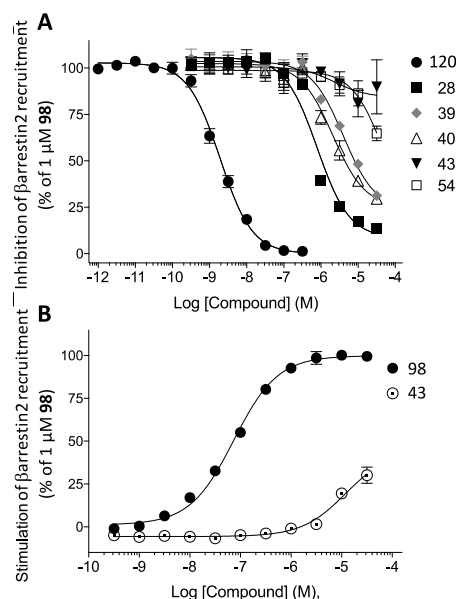 A
Inhibition of βarrestin2 recruitment
(% of 1 μM 98)
100
75
50
25
0
-12 -11 -10 -9 -8 -7 -6 -5 -4
Log [Compound] (M)
120
28
39
40
43
54
B
Stimulation of βarrestin2 recruitment
(% of 1 μM 98)
100
75
50
25
0
-10 -9 -8 -7 -6 -5 -4
Log [Compound] (M),
98
43